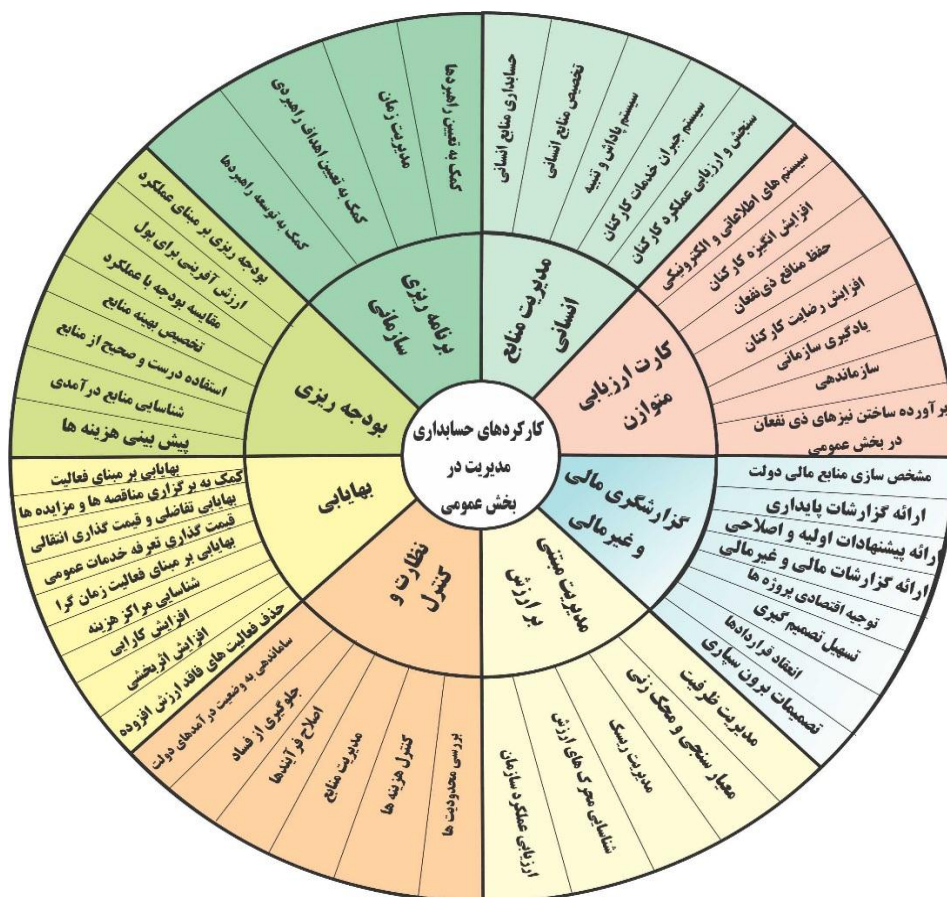 کارکردهای حسابداری
مدیریت در
بخش عمومی
مدیریت منابع
انسانی
حسابداری منابع انسانی
تخصیص منابع انسانی
سیستم پاداش و تنبیه
سیستم جبران خدمات کارکنان
سنجش و ارزیابی عملکرد کارکنان
کارت ارزیابی
متوازن
سیستم های اطلاعاتی و الکترونیکی
افزایش انگیزه کارکنان
حفظ منافع ذی‌نفعان
افزایش رضایت کارکنان
یادگیری سازمانی
سازماندهی
برآورده ساختن نیزهای ذی نفعان
در بخش عمومی
گزارشگری مالی
و غیرمالی
مشخص سازی منابع مالی دولت
ارائه گزارشات پایداری
ارائه پیشنهادات اولیه و اصلاحی
ارائه گزارشات مالی و غیرمالی
توجیه اقتصادی پروژه ها
تسهیل تصمیم گیری
انعقاد قراردادها
تصمیمات برون سپاری
مدیریت مبتنی
بر ارزش
مدیریت ظرفیت
معیار سنجی و محک زنی
مدیریت ریسک
شناسایی محرک های ارزش
ارزیابی عملکرد سازمان
نظارت و
کنترل
بررسی محدودیت ها
کنترل هزینه ها
مدیریت منابع
اصلاح فرآیندها
جلوگیری از فساد
ساماندهی به وضعیت درآمدهای دولت
بهایابی
بهایابی بر مبنای فعالیت
کمک به برگزاری مناقصه ها و مزایده ها
بهایابی تقاضلی و قیمت گذاری انتقالی
قیمت گذاری تعرفه خدمات عمومی
بهایابی بر مبنای فعالیت زمان گرا
شناسایی مراکز هزینه
افزایش کارایی
افزایش اثربخشی
حذف فعالیت های فاقد ارزش افزوده
بودجه ریزی
بودجه ریزی بر مبنای عملکرد
ارزش آفرینی برای پول
مقایسه بودجه با عملکرد
تخصیص بهینه منابع
استفاده درست و صحیح از منابع
شناسایی منابع درآمدی
پیش بینی هزینه ها
برنامه ریزی
سازمانی
کمک به توسعه راهبردها
کمک به تعیین اهداف راهبردی
مدیریت زمان
کمک به تعیین راهبردها